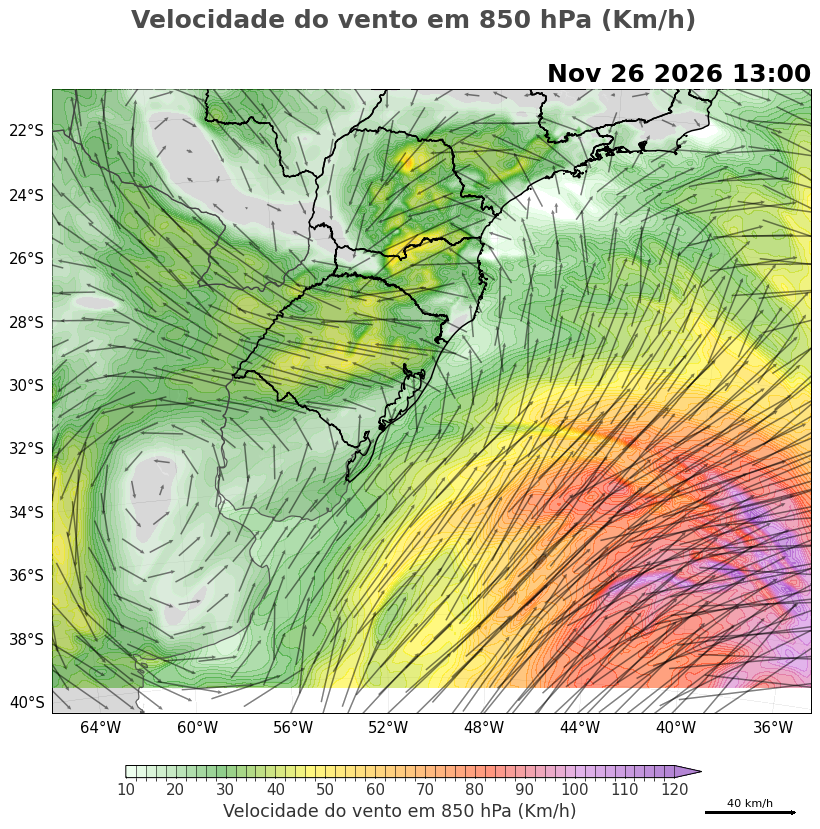 Velocidade do vento em 850 hPa (Km/h)
Nov 26 2026 13:00
22°S
24°S
26°S
28°S
30°S
32°S
34°S
36°S
38°S
40°S
64°W 60°W 56°W 52°W 48°W 44°W 40°W 36°W
10 20 30 40 50 60 70 80 90 100 110 120
Velocidade do vento em 850 hPa (Km/h)
40 km/h